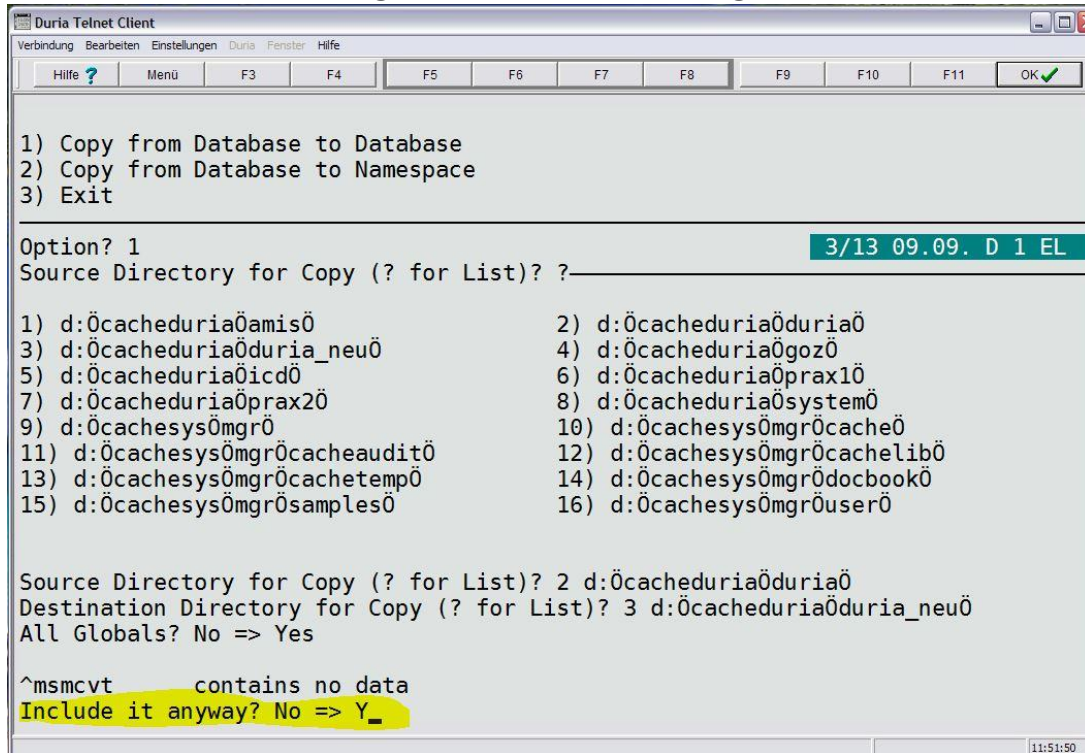 Duria Telnet Client
Verbindung Bearbeiten Einstellungen Duria Fenster Hilfe
Hilfe ? Menü F3 F4 F5 F6 F7 F8 F9 F10 F11 OK
1) Copy from Database to Database
2) Copy from Database to Namespace
3) Exit
Option? 1 3/13 09.09. D 1 EL
Source Directory for Copy (? for List)? ?
1) d:ÖcacheduriaÖamisÖ 2) d:ÖcacheduriaÖduriaÖ
3) d:ÖcacheduriaÖduria_neuÖ 4) d:ÖcacheduriaÖgozÖ
5) d:ÖcacheduriaÖicdÖ 6) d:ÖcacheduriaÖprax1Ö
7) d:ÖcacheduriaÖprax2Ö 8) d:ÖcacheduriaÖsystemÖ
9) d:ÖcachesysÖmgrÖ 10) d:ÖcachesysÖmgrÖcacheÖ
11) d:ÖcachesysÖmgrÖcacheauditÖ 12) d:ÖcachesysÖmgrÖcachelibÖ
13) d:ÖcachesysÖmgrÖcachetempÖ 14) d:ÖcachesysÖmgrÖdocbookÖ
15) d:ÖcachesysÖmgrÖsamplesÖ 16) d:ÖcachesysÖmgrÖuserÖ
Source Directory for Copy (? for List)? 2 d:ÖcacheduriaÖduriaÖ
Destination Directory for Copy (? for List)? 3 d:ÖcacheduriaÖduria_neuÖ
All Globals? No => Yes
^msmcvt contains no data
Include it anyway? No => Y_
11:51:50